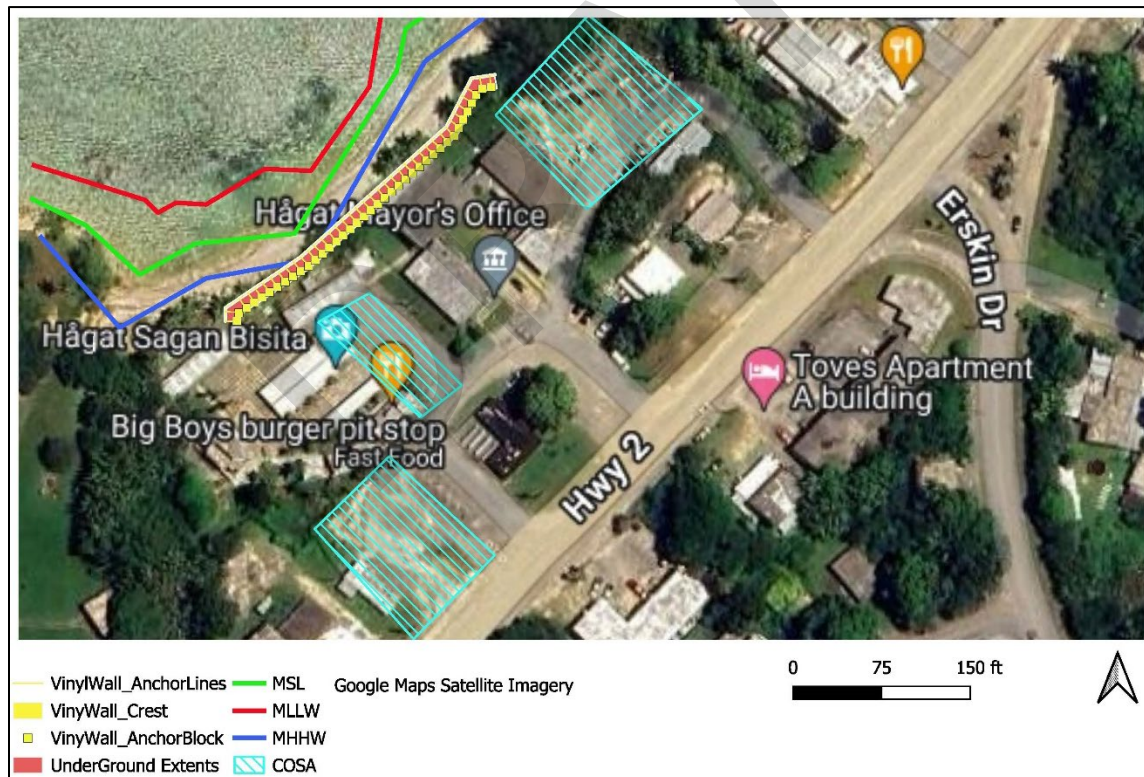 Hågat Mayor's Office
Erskin Dr
Hågat Sagan Bisita
Toves Apartment
A building
Big Boys burger pit stop
Fast Food
Hwy 2
VinylWall_AnchorLines
VinyWall_Crest
VinyWall_AnchorBlock
UnderGround Extents
MSL
MLLW
MHHW
COSA
Google Maps Satellite Imagery
0 75 150 ft